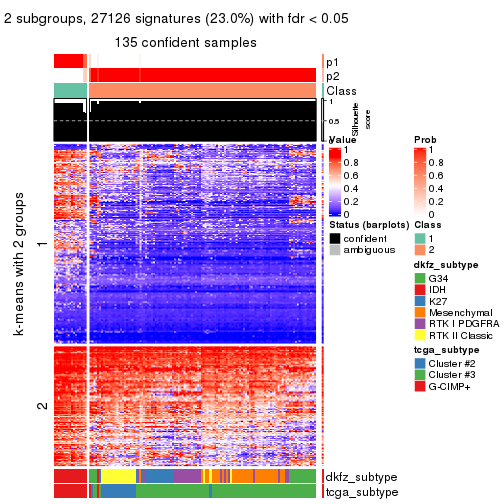 2 subgroups, 27126 signatures (23.0%) with fdr < 0.05
135 confident samples
p1
p2
Class
1
0.5
0
Silhouette
score
k-means with 2 groups
1
2
Value
1
0.8
0.6
0.4
0.2
0
Prob
1
0.8
0.6
0.4
0.2
0
Status (barplots)
confident
ambiguous
Class
1
2
dkfz_subtype
G34
IDH
K27
Mesenchymal
RTK I PDGFRA
RTK II Classic
tcga_subtype
Cluster #2
Cluster #3
G-CIMP+
dkfz_subtype
tcga_subtype